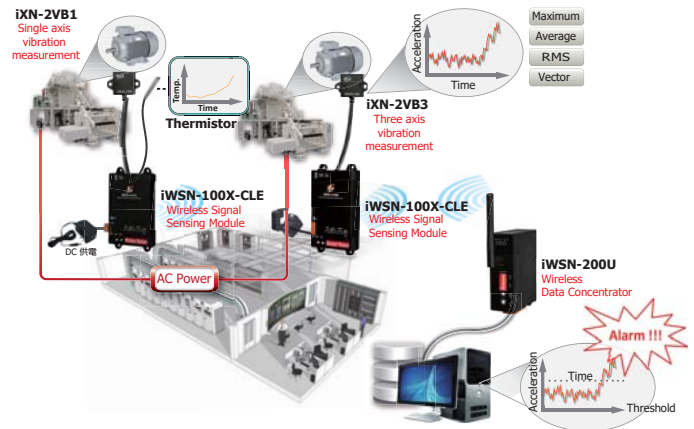 iXN-2VB1
Single axis
vibration
measurement
Temp.
Time
Thermistor
Acceleration
Time
Maximum
Average
RMS
Vector
iXN-2VB3
Three axis
vibration
measurement
iWSN-100X-CLE
Wireless Signal
Sensing Module
DC 供電
AC Power
iWSN-100X-CLE
Wireless Signal
Sensing Module
iWSN-200U
Wireless
Data Concentrator
Alarm !!!
Acceleration
Time
Threshold